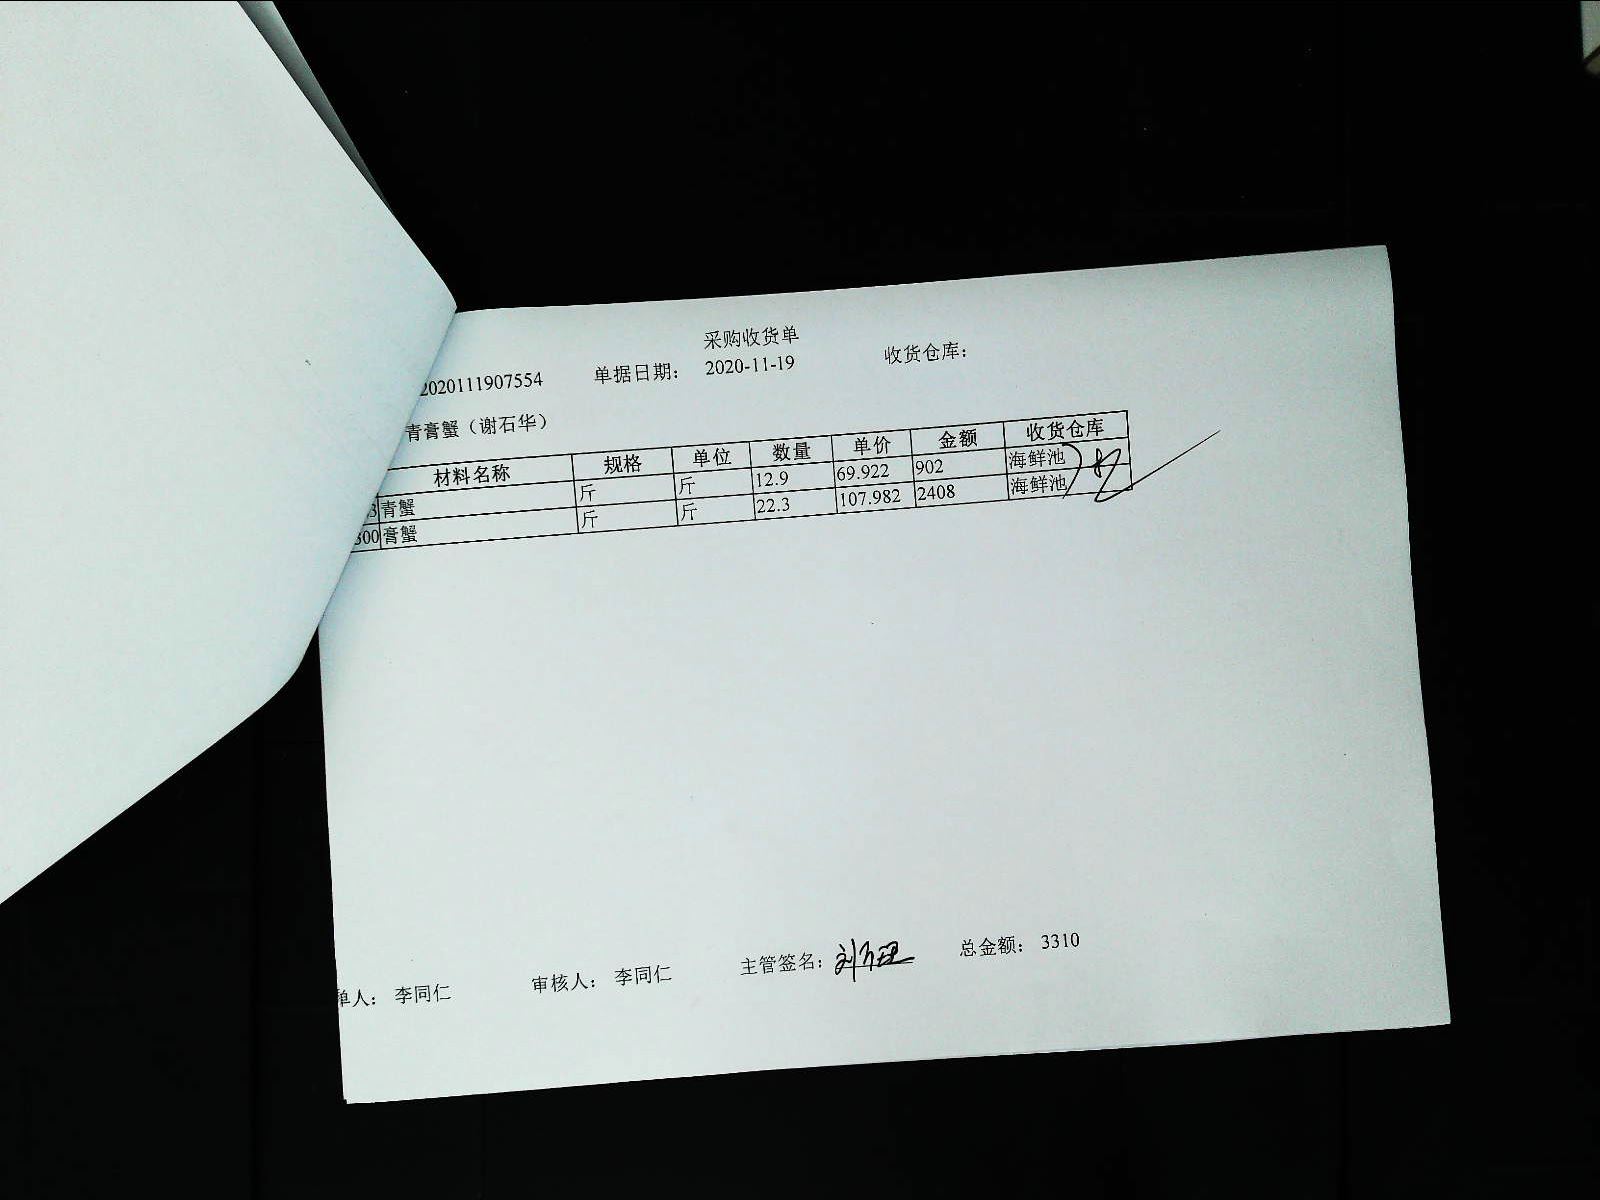 采购收货单
2020111907554 单据日期： 2020-11-19 收货仓库：
青膏蟹（谢石华）
材料名称 规格 单位 数量 单价 金额 收货仓库
3 青蟹 斤 斤 12.9 69.922 902 海鲜池
300 膏蟹 斤 斤 22.3 107.982 2408 海鲜池
单人： 李同仁 审核人： 李同仁 主管签名： 总金额： 3310